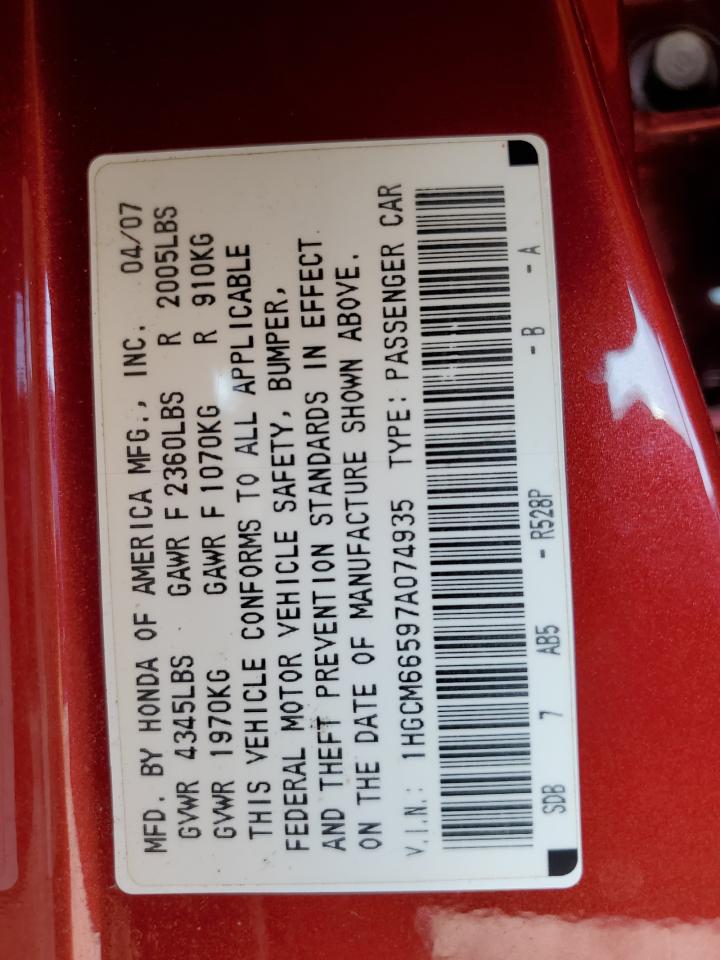 MFD. BY HONDA OF AMERICA MFG., INC. 04/07
GVWR 4345LBS GAWR F 2360LBS R 2005LBS
GVWR 1970KG GAWR F 1070KG R 910KG
THIS VEHICLE CONFORMS TO ALL APPLICABLE
FEDERAL MOTOR VEHICLE SAFETY, BUMPER,
AND THEFT PREVENTION STANDARDS IN EFFECT
ON THE DATE OF MANUFACTURE SHOWN ABOVE.
V.I.N.: 1HGCM66597A074935 TYPE: PASSENGER CAR
SDB 7 AB5 - R528P - B - A